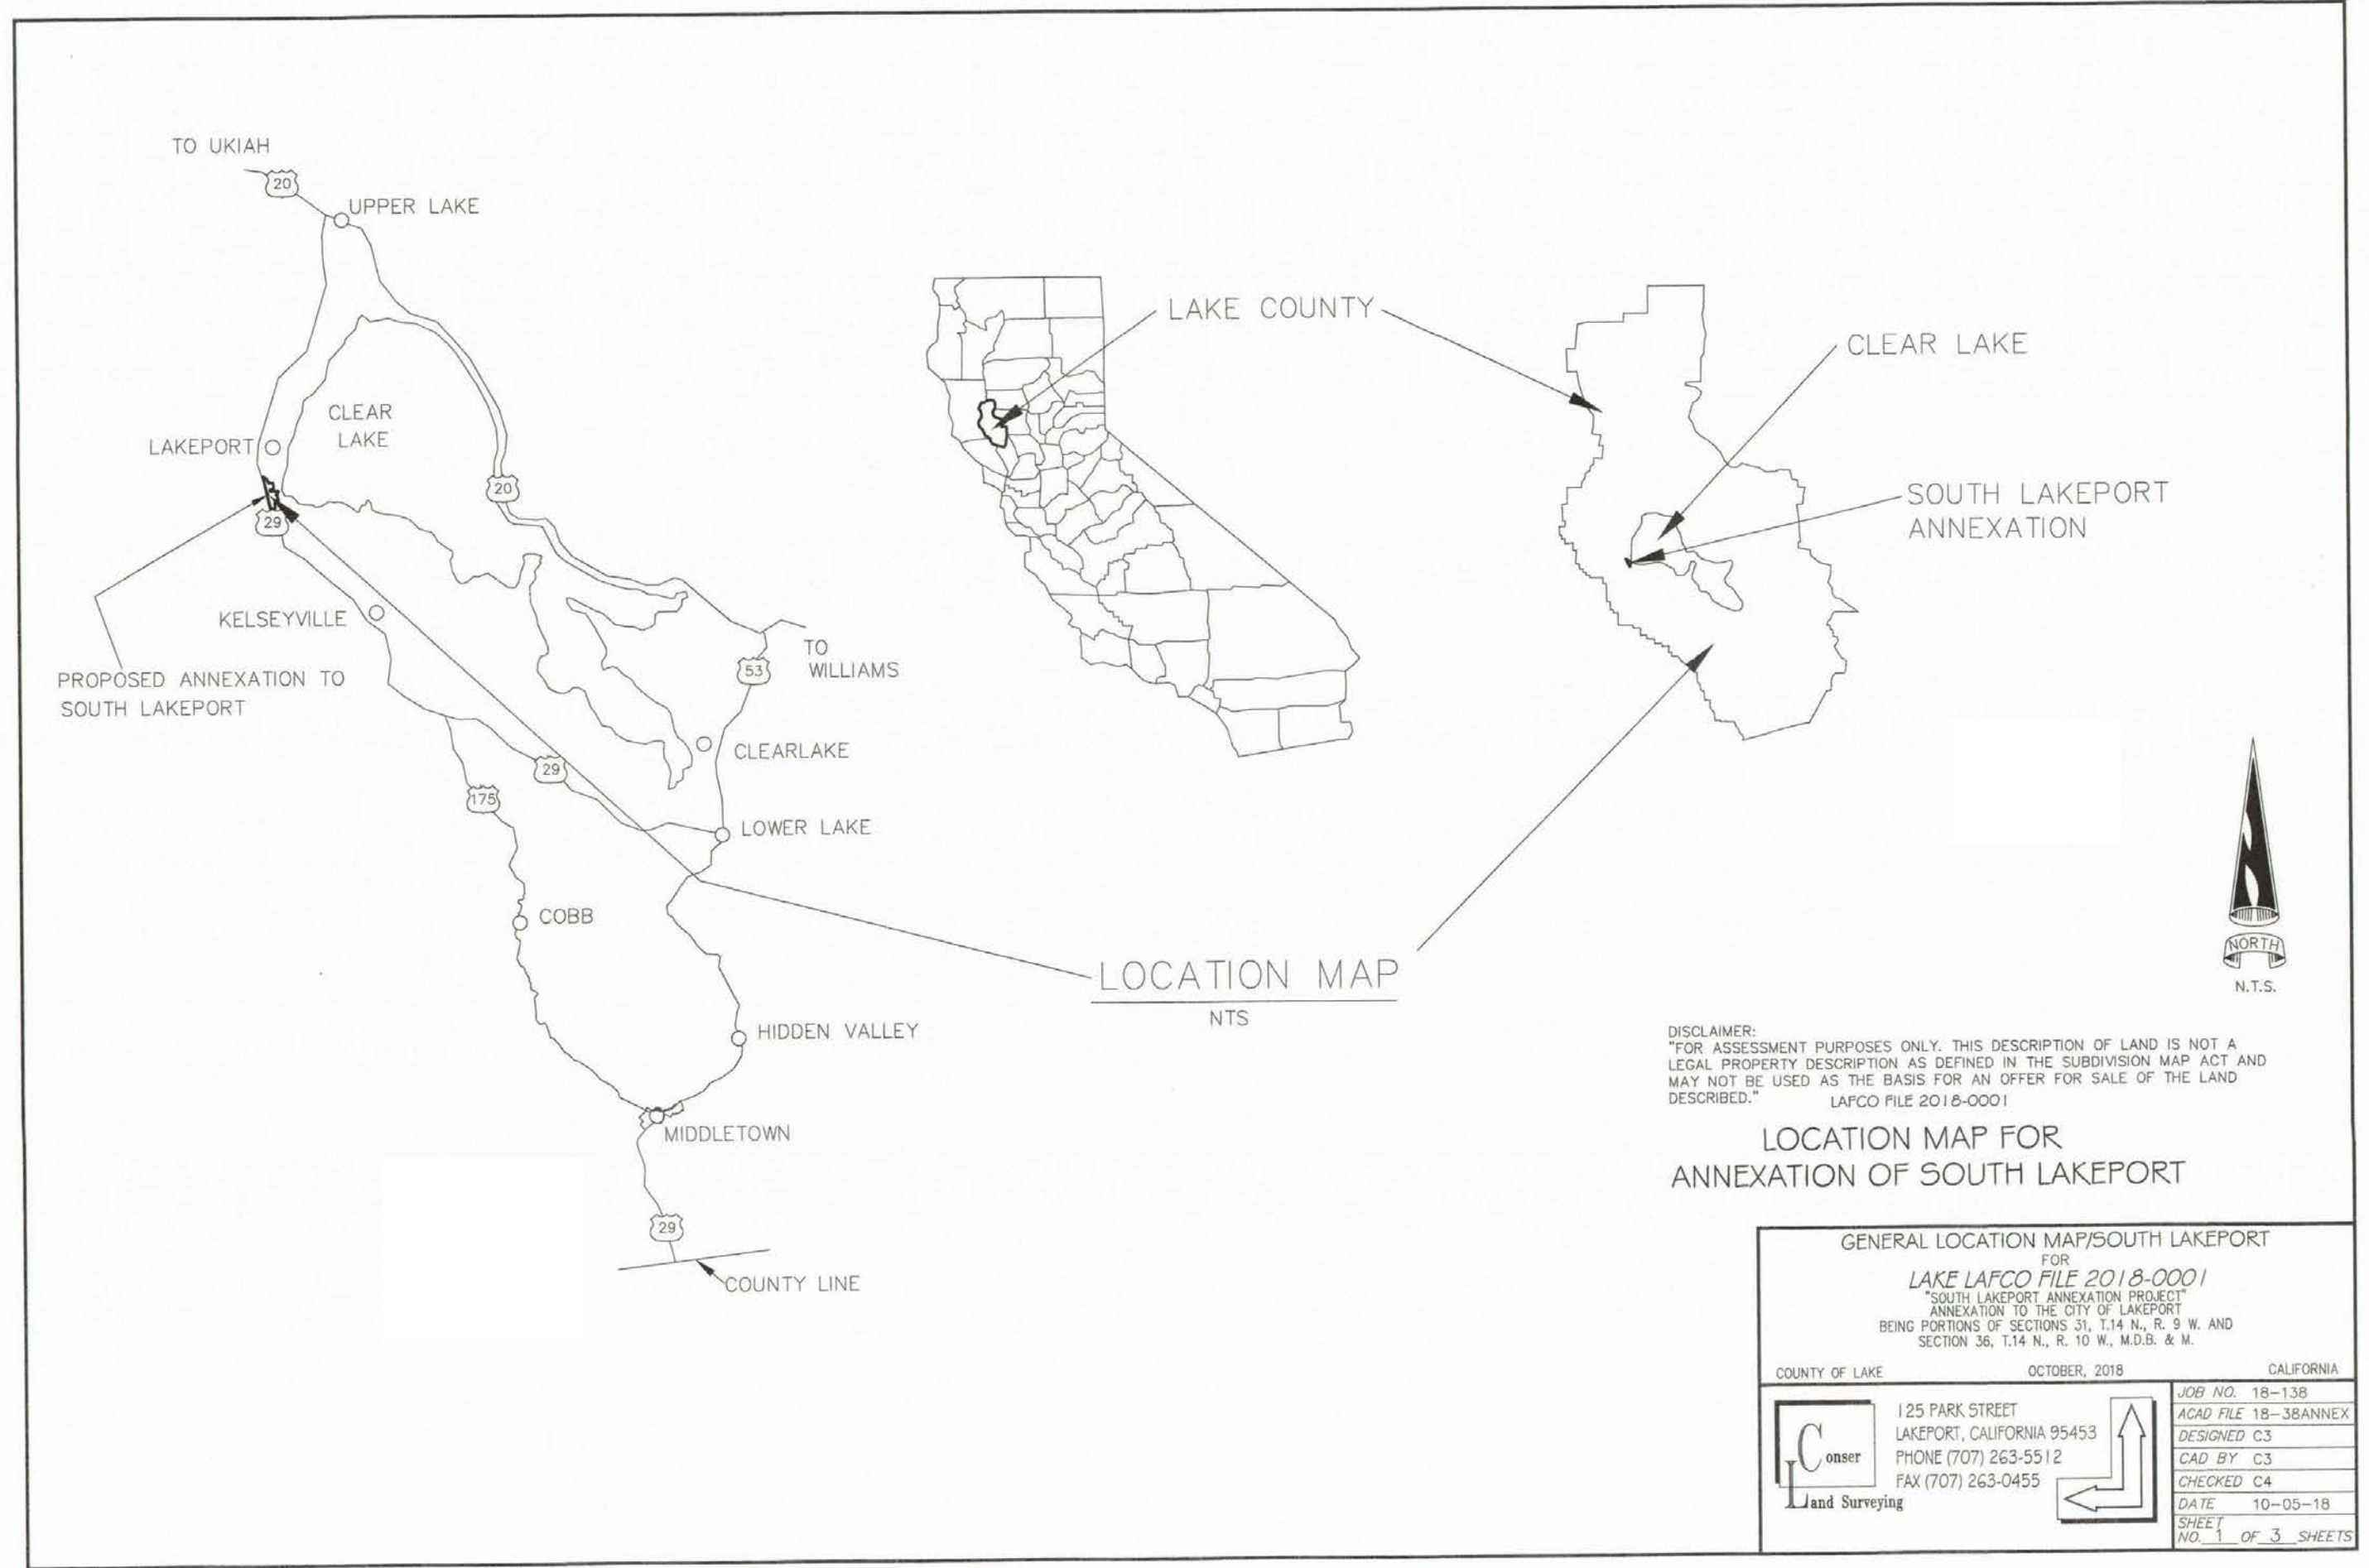 TO UKIAH
20
UPPER LAKE
CLEAR
LAKE
LAKEPORT
20
29
KELSEYVILLE
TO
WILLIAMS
53
PROPOSED ANNEXATION TO
SOUTH LAKEPORT
CLEARLAKE
29
175
LOWER LAKE
COBB
HIDDEN VALLEY
MIDDLETOWN
29
COUNTY LINE
LAKE COUNTY
CLEAR LAKE
SOUTH LAKEPORT
ANNEXATION
LOCATION MAP
NTS
NORTH
N.T.S.
DISCLAIMER:
"FOR ASSESSMENT PURPOSES ONLY. THIS DESCRIPTION OF LAND IS NOT A
LEGAL PROPERTY DESCRIPTION AS DEFINED IN THE SUBDIVISION MAP ACT AND
MAY NOT BE USED AS THE BASIS FOR AN OFFER FOR SALE OF THE LAND
DESCRIBED."
LAFCO FILE 2018-0001
LOCATION MAP FOR
ANNEXATION OF SOUTH LAKEPORT
GENERAL LOCATION MAP/SOUTH LAKEPORT
FOR
LAKE LAFCO FILE 2018-0001
"SOUTH LAKEPORT ANNEXATION PROJECT"
ANNEXATION TO THE CITY OF LAKEPORT
BEING PORTIONS OF SECTIONS 31, T.14 N., R. 9 W. AND
SECTION 36, T.14 N., R. 10 W., M.D.B. & M.
COUNTY OF LAKE OCTOBER, 2018 CALIFORNIA
Conser
Land Surveying
125 PARK STREET
LAKEPORT, CALIFORNIA 95453
PHONE (707) 263-5512
FAX (707) 263-0455
JOB NO. 18-138
ACAD FILE 18-38ANNEX
DESIGNED C3
CAD BY C3
CHECKED C4
DATE 10-05-18
SHEET
NO. 1 OF 3 SHEETS